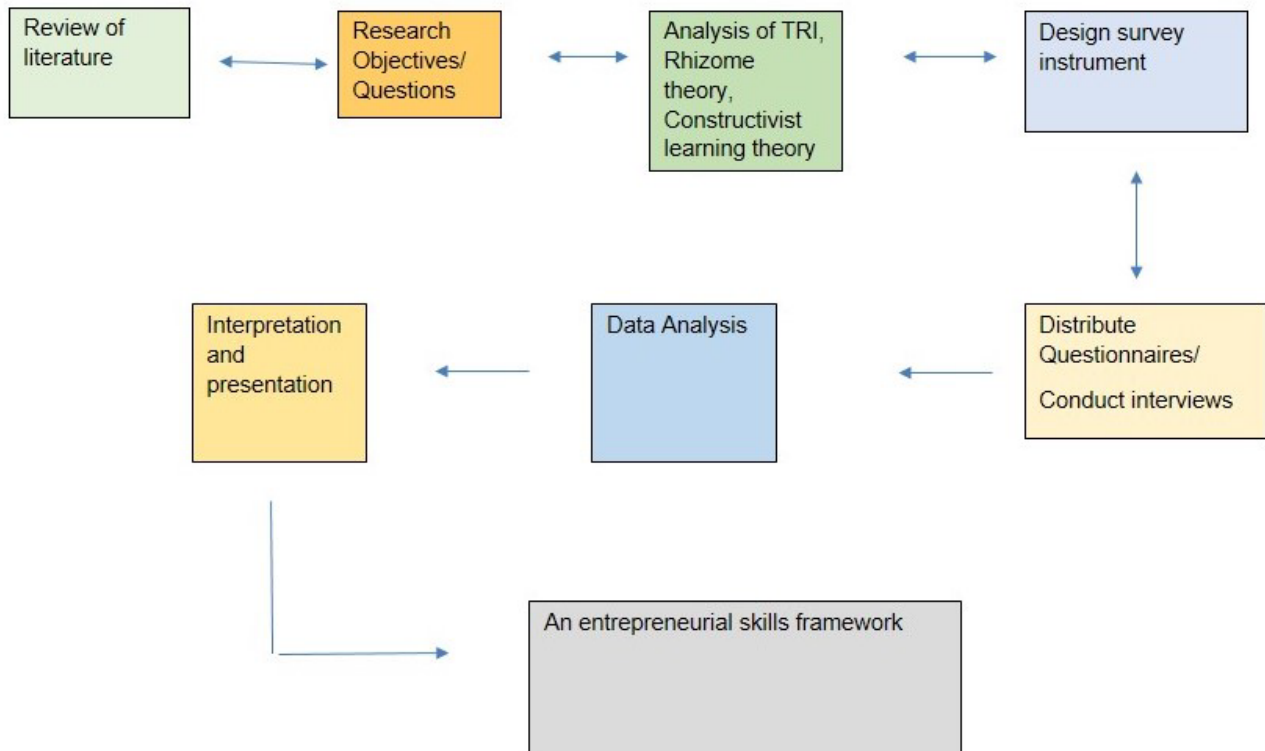 Review of
literature
Research
Objectives/
Questions
Analysis of TRI,
Rhizome
theory,
Constructivist
learning theory
Design survey
instrument
Interpretation
and
presentation
Data Analysis
Distribute
Questionnaires/
Conduct interviews
An entrepreneurial skills framework